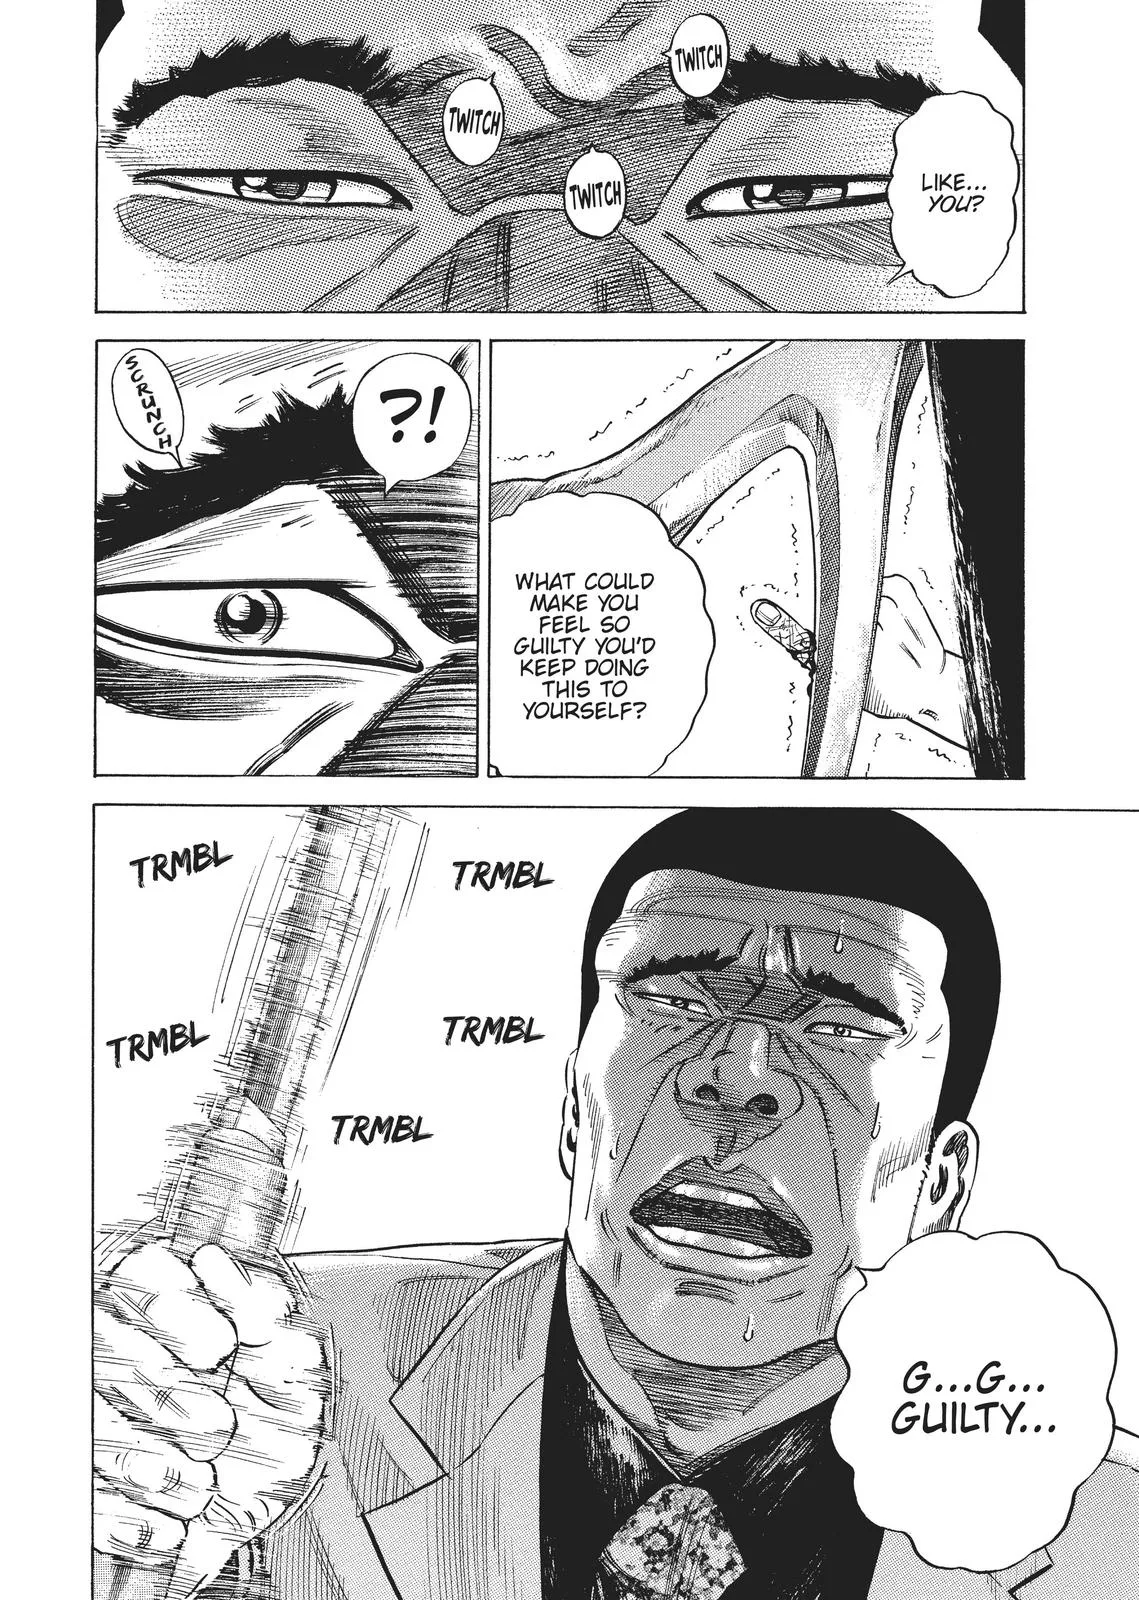 TWITCH
TWITCH
TWITCH
LIKE...
YOU?
SCRUNCH
?!
WHAT COULD
MAKE YOU
FEEL SO
GUILTY YOU'D
KEEP DOING
THIS TO
YOURSELF?
TRMBL
TRMBL
TRMBL
TRMBL
TRMBL
G...G...
GUILTY...